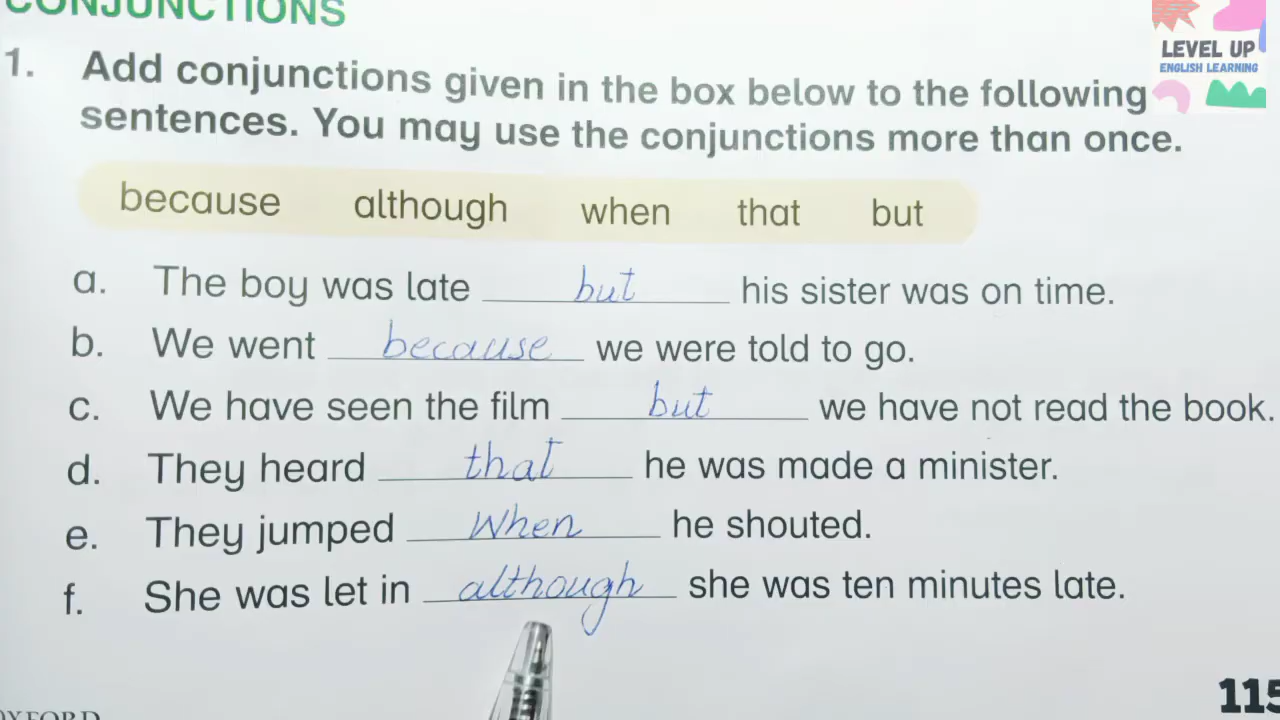 CONJUNCTIONS
LEVEL UP
ENGLISH LEARNING
1. Add conjunctions given in the box below to the following
sentences. You may use the conjunctions more than once.
because although when that but
a. The boy was late but his sister was on time.
b. We went because we were told to go.
c. We have seen the film but we have not read the book.
d. They heard that he was made a minister.
e. They jumped When he shouted.
f. She was let in although she was ten minutes late.
115
OXFORD